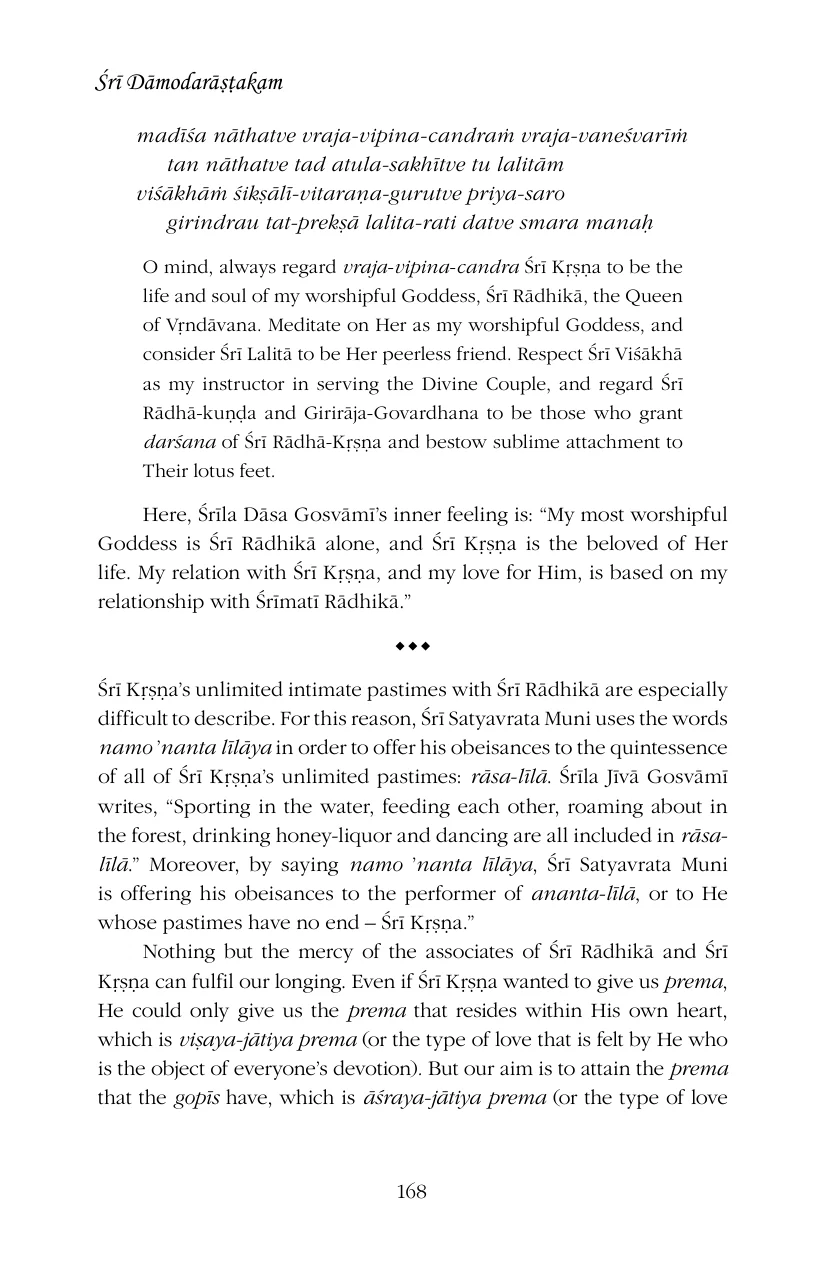 Śrī Dāmodarāṣṭakam
madīśa nāthatve vraja-vipina-candraṁ vraja-vaneśvarīṁ
tan nāthatve tad atula-sakhītve tu lalitām
viśākhāṁ śikṣālī-vitaraṇa-gurutve priya-saro
girindrau tat-prekṣā lalita-rati datve smara manaḥ
O mind, always regard vraja-vipina-candra Śrī Kṛṣṇa to be the
life and soul of my worshipful Goddess, Śrī Rādhikā, the Queen
of Vṛndāvana. Meditate on Her as my worshipful Goddess, and
consider Śrī Lalitā to be Her peerless friend. Respect Śrī Viśākhā
as my instructor in serving the Divine Couple, and regard Śrī
Rādhā-kuṇḍa and Girirāja-Govardhana to be those who grant
darśana of Śrī Rādhā-Kṛṣṇa and bestow sublime attachment to
Their lotus feet.
Here, Śrīla Dāsa Gosvāmī’s inner feeling is: “My most worshipful
Goddess is Śrī Rādhikā alone, and Śrī Kṛṣṇa is the beloved of Her
life. My relation with Śrī Kṛṣṇa, and my love for Him, is based on my
relationship with Śrīmatī Rādhikā.”
Śrī Kṛṣṇa’s unlimited intimate pastimes with Śrī Rādhikā are especially
difficult to describe. For this reason, Śrī Satyavrata Muni uses the words
namo ’nanta līlāya in order to offer his obeisances to the quintessence
of all of Śrī Kṛṣṇa’s unlimited pastimes: rāsa-līlā. Śrīla Jīvā Gosvāmī
writes, “Sporting in the water, feeding each other, roaming about in
the forest, drinking honey-liquor and dancing are all included in rāsa-
līlā.” Moreover, by saying namo ’nanta līlāya, Śrī Satyavrata Muni
is offering his obeisances to the performer of ananta-līlā, or to He
whose pastimes have no end – Śrī Kṛṣṇa.”
Nothing but the mercy of the associates of Śrī Rādhikā and Śrī
Kṛṣṇa can fulfil our longing. Even if Śrī Kṛṣṇa wanted to give us prema,
He could only give us the prema that resides within His own heart,
which is viṣaya-jātiya prema (or the type of love that is felt by He who
is the object of everyone’s devotion). But our aim is to attain the prema
that the gopīs have, which is āśraya-jātiya prema (or the type of love
168